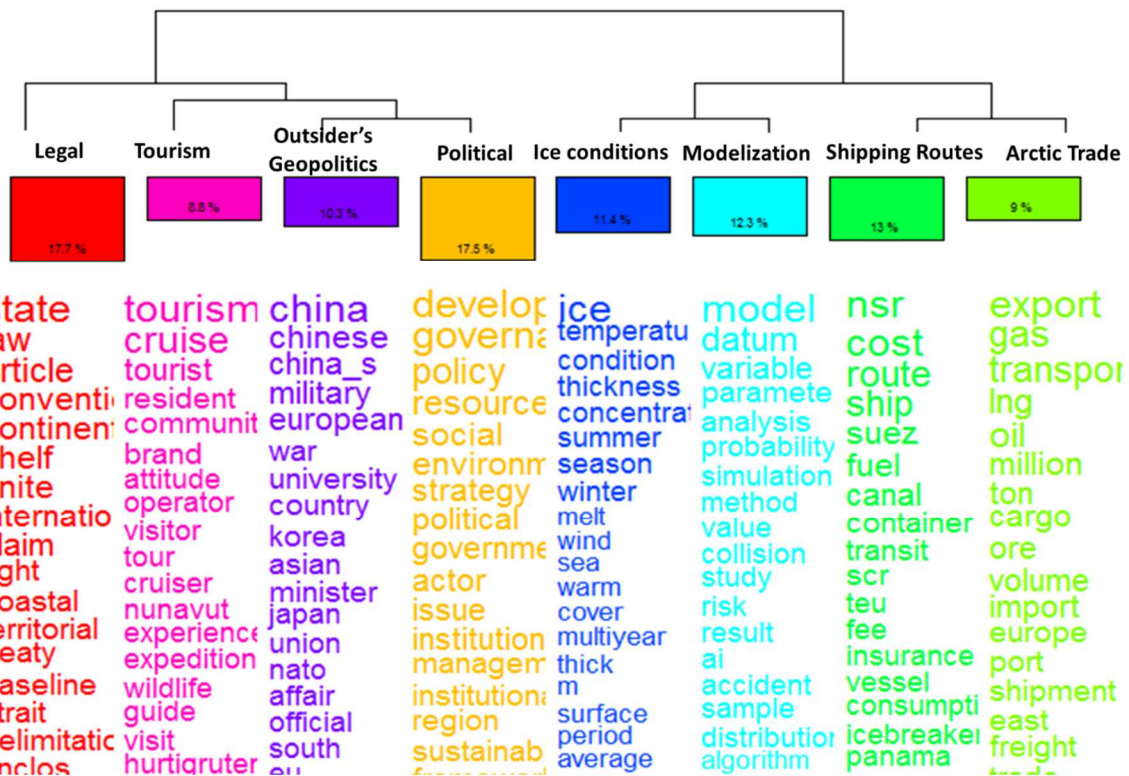 Legal
Tourism
Outsider's
Geopolitics
Political
Ice conditions
Modelization
Shipping Routes
Arctic Trade
17.7 %
8.8 %
10.3 %
17.5 %
11.4 %
12.3 %
13 %
9 %
tate
aw
rticle
onventi
ontinent
helf
nite
nternatio
laim
ght
oastal
erritorial
eaty
aseline
trait
elimitatic
nclos
tourism
cruise
tourist
resident
communit
brand
attitude
operator
visitor
tour
cruiser
nunavut
experience
expedition
wildlife
guide
visit
hurtigruter
china
chinese
china_s
military
european
war
university
country
korea
asian
minister
japan
union
nato
affair
official
south
eu
develop
governa
policy
resource
social
environm
strategy
political
governme
actor
issue
institution
managem
institutiona
region
sustainab
framework
ice
temperatu
condition
thickness
concentrat
summer
season
winter
melt
wind
sea
warm
cover
multiyear
thick
m
surface
period
average
model
datum
variable
paramete
analysis
probability
simulation
method
value
collision
study
risk
result
ai
accident
sample
distribution
algorithm
nsr
cost
route
ship
suez
fuel
canal
container
transit
scr
teu
fee
insurance
vessel
consumpti
icebreaker
panama
export
gas
transpor
lng
oil
million
ton
cargo
ore
volume
import
europe
port
shipment
east
freight
trade